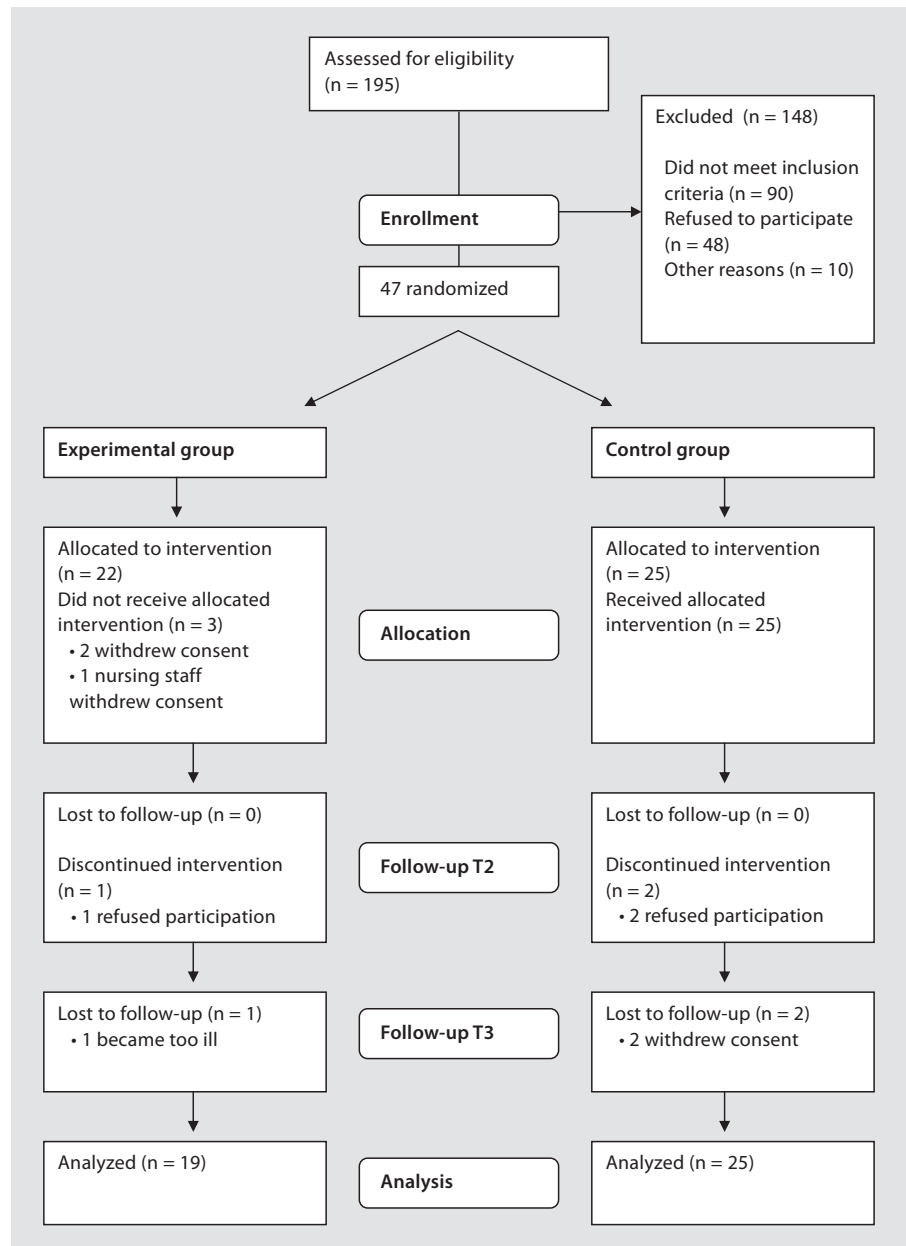 Assessed for eligibility
(n = 195)
Excluded (n = 148)
Did not meet inclusion
criteria (n = 90)
Refused to participate
(n = 48)
Other reasons (n = 10)
Enrollment
47 randomized
Experimental group
Control group
Allocated to intervention
(n = 22)
Did not receive allocated
intervention (n = 3)
• 2 withdrew consent
• 1 nursing staff
withdrew consent
Allocation
Allocated to intervention
(n = 25)
Received allocated
intervention (n = 25)
Lost to follow-up (n = 0)
Discontinued intervention
(n = 1)
• 1 refused participation
Follow-up T2
Lost to follow-up (n = 0)
Discontinued intervention
(n = 2)
• 2 refused participation
Lost to follow-up (n = 1)
• 1 became too ill
Follow-up T3
Lost to follow-up (n = 2)
• 2 withdrew consent
Analyzed (n = 19)
Analysis
Analyzed (n = 25)